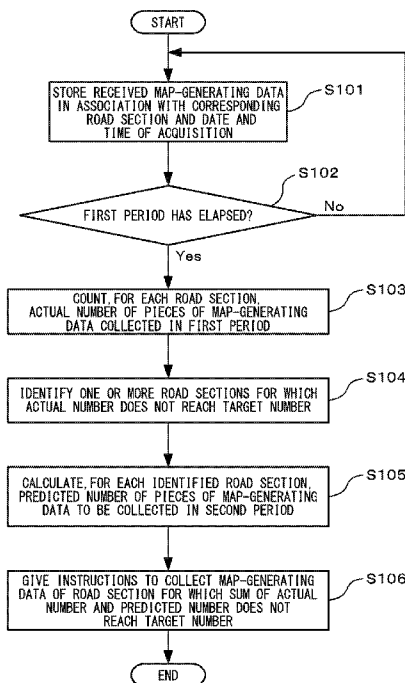 START
STORE RECEIVED MAP-GENERATING DATA
IN ASSOCIATION WITH CORRESPONDING
ROAD SECTION AND DATE AND
TIME OF ACQUISITION
S101
S102
FIRST PERIOD HAS ELAPSED?
No
Yes
COUNT, FOR EACH ROAD SECTION,
ACTUAL NUMBER OF PIECES OF MAP-GENERATING
DATA COLLECTED IN FIRST PERIOD
S103
IDENTIFY ONE OR MORE ROAD SECTIONS FOR WHICH
ACTUAL NUMBER DOES NOT REACH TARGET NUMBER
S104
CALCULATE, FOR EACH IDENTIFIED ROAD SECTION,
PREDICTED NUMBER OF PIECES OF MAP-GENERATING
DATA TO BE COLLECTED IN SECOND PERIOD
S105
GIVE INSTRUCTIONS TO COLLECT MAP-GENERATING
DATA OF ROAD SECTION FOR WHICH SUM OF ACTUAL
NUMBER AND PREDICTED NUMBER DOES NOT
REACH TARGET NUMBER
S106
END